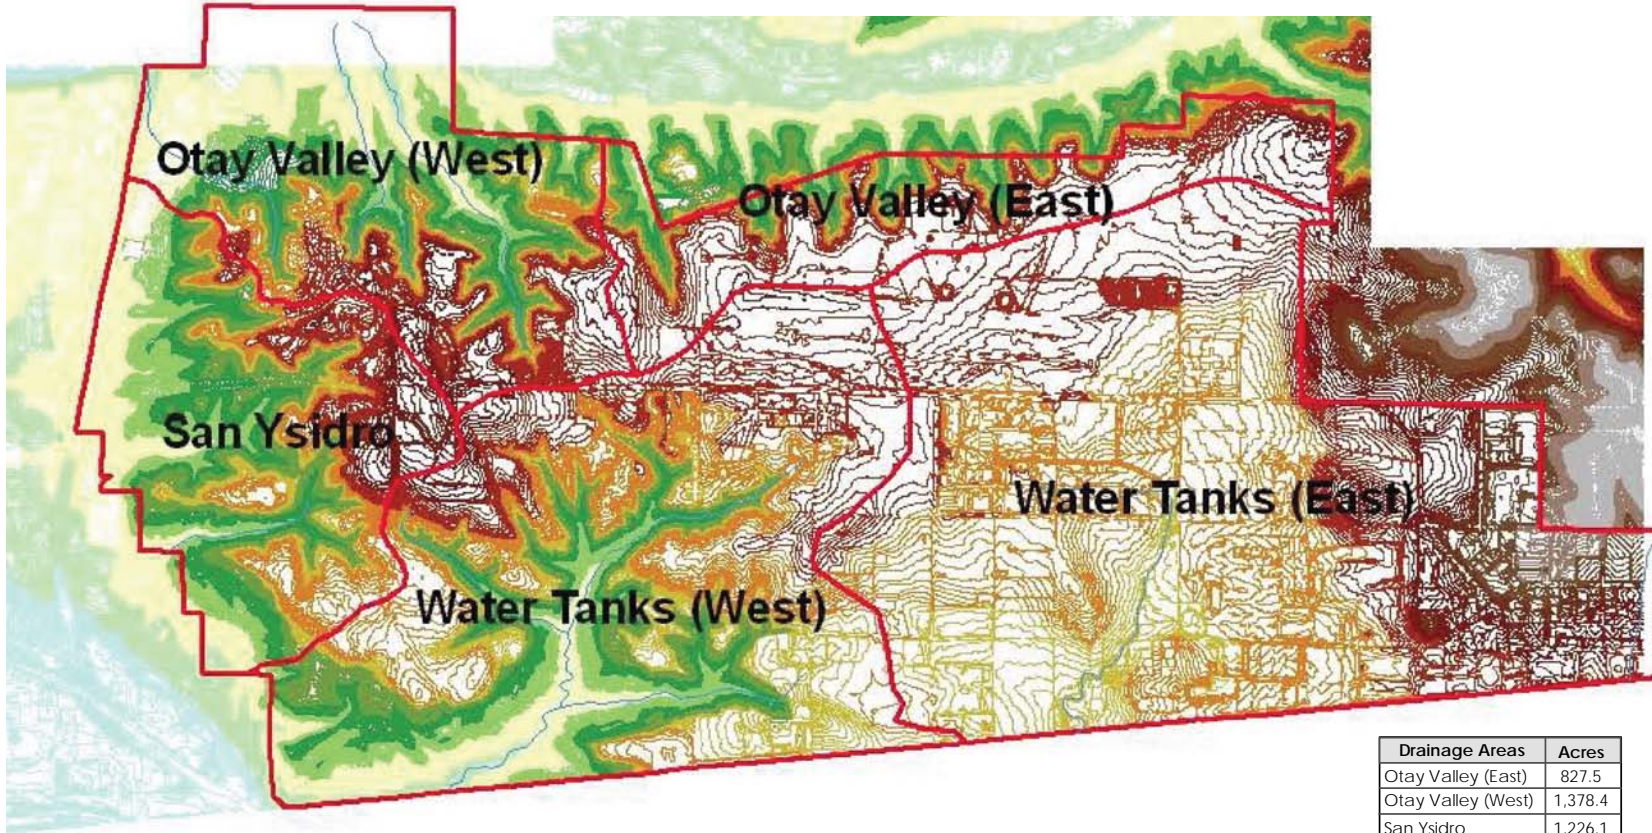 Otay Valley (West)
Otay Valley (East)
San Ysidro
Water Tanks (East)
Water Tanks (West)
Drainage Areas Acres
Otay Valley (East) 827.5
Otay Valley (West) 1,378.4
San Ysidro 1,226.1